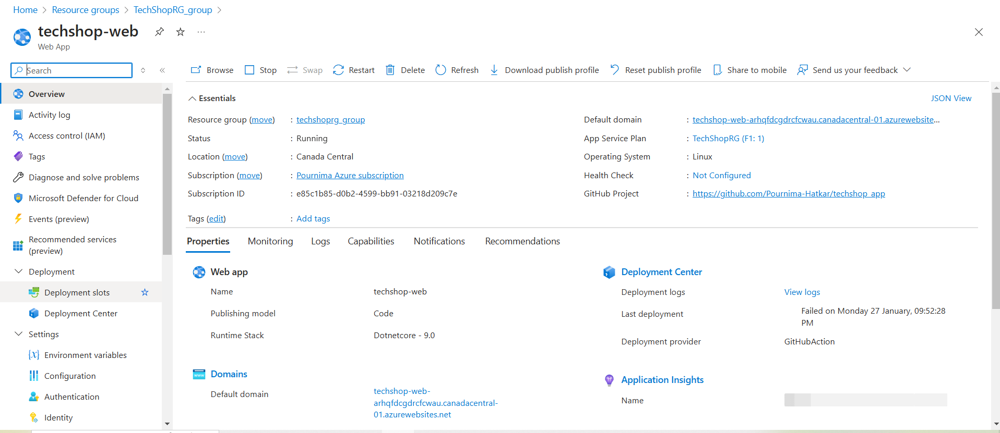 Home > Resource groups > TechShopRG_group >
techshop-web
Web App
Search
Browse Stop Swap Restart Delete Refresh Download publish profile Reset publish profile Share to mobile Send us your feedback
Overview
Activity log
Access control (IAM)
Tags
Diagnose and solve problems
Microsoft Defender for Cloud
Events (preview)
Recommended services
(preview)
Deployment
Deployment slots
Deployment Center
Settings
Environment variables
Configuration
Authentication
Identity
Essentials
JSON View
Resource group (move) : techshoprg_group
Status : Running
Location (move) : Canada Central
Subscription (move) : Pournima Azure subscription
Subscription ID : e85c1b85-d0b2-4599-bb91-03218d209c7e
Tags (edit) : Add tags
Default domain : techshop-web-arhqfdcgdrcfcwau.canadacentral-01.azurewebsite...
App Service Plan : TechShopRG (F1: 1)
Operating System : Linux
Health Check : Not Configured
GitHub Project : https://github.com/Pournima-Hatkar/techshop_app
Properties Monitoring Logs Capabilities Notifications Recommendations
Web app
Name techshop-web
Publishing model Code
Runtime Stack Dotnetcore - 9.0
Domains
Default domain techshop-web-
arhqfdcgdrcfcwau.canadacentral-
01.azurewebsites.net
Deployment Center
Deployment logs View logs
Last deployment Failed on Monday 27 January, 09:52:28
PM
Deployment provider GitHubAction
Application Insights
Name